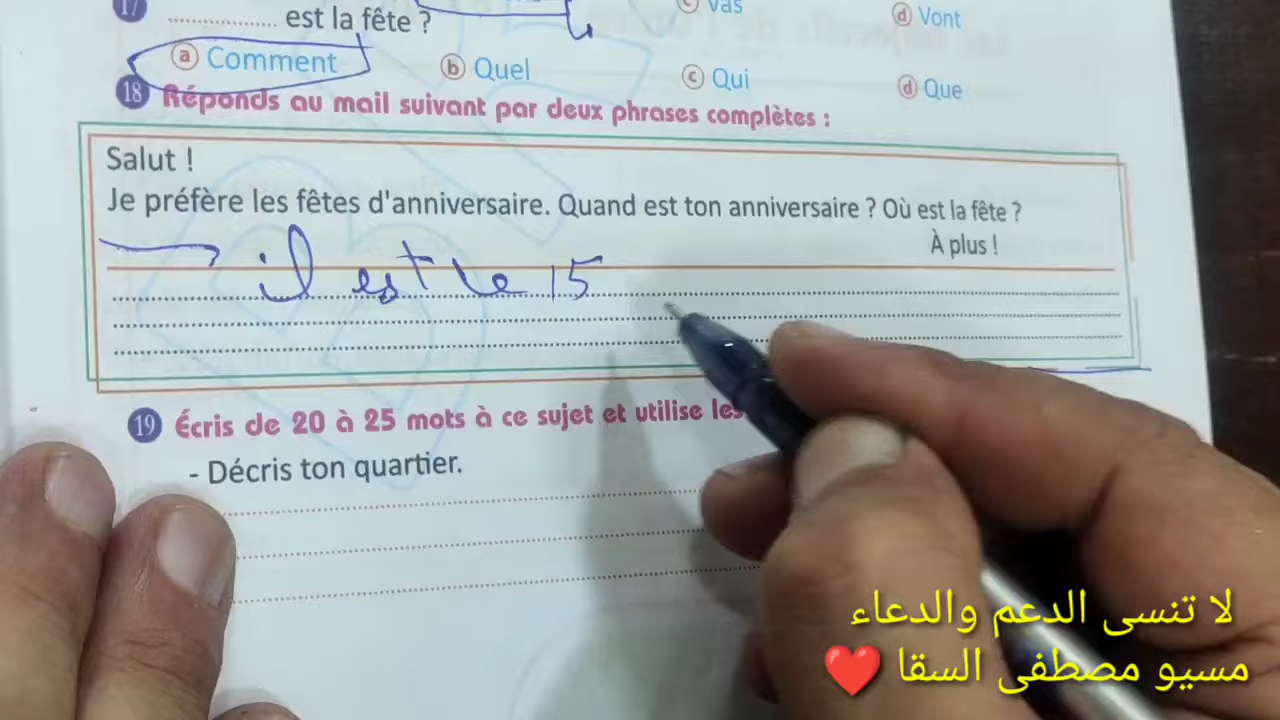 17 ................ est la fête ?
c Vas d Vont
a Comment b Quel c Qui d Que
18 Réponds au mail suivant par deux phrases complètes :
Salut !
Je préfère les fêtes d'anniversaire. Quand est ton anniversaire ? Où est la fête ?
À plus !
il est le 15
19 Écris de 20 à 25 mots à ce sujet et utilise les
- Décris ton quartier.
لا تنسى الدعم والدعاء
مسيو مصطفى السقا ❤️